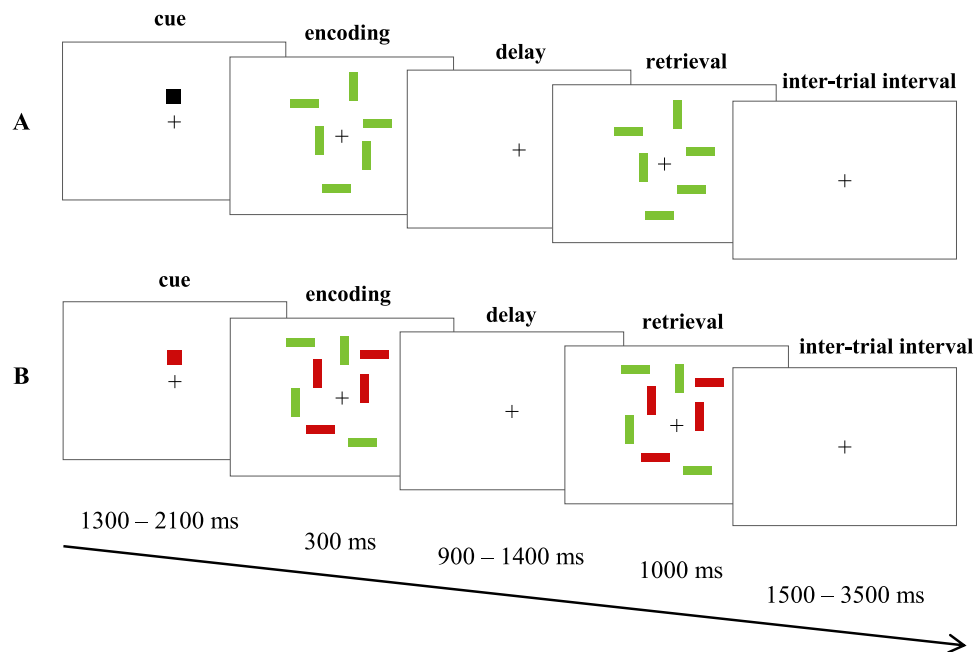 cue
encoding
delay
retrieval
inter-trial interval
A
cue
encoding
delay
retrieval
inter-trial interval
B
1300 – 2100 ms
300 ms
900 – 1400 ms
1000 ms
1500 – 3500 ms